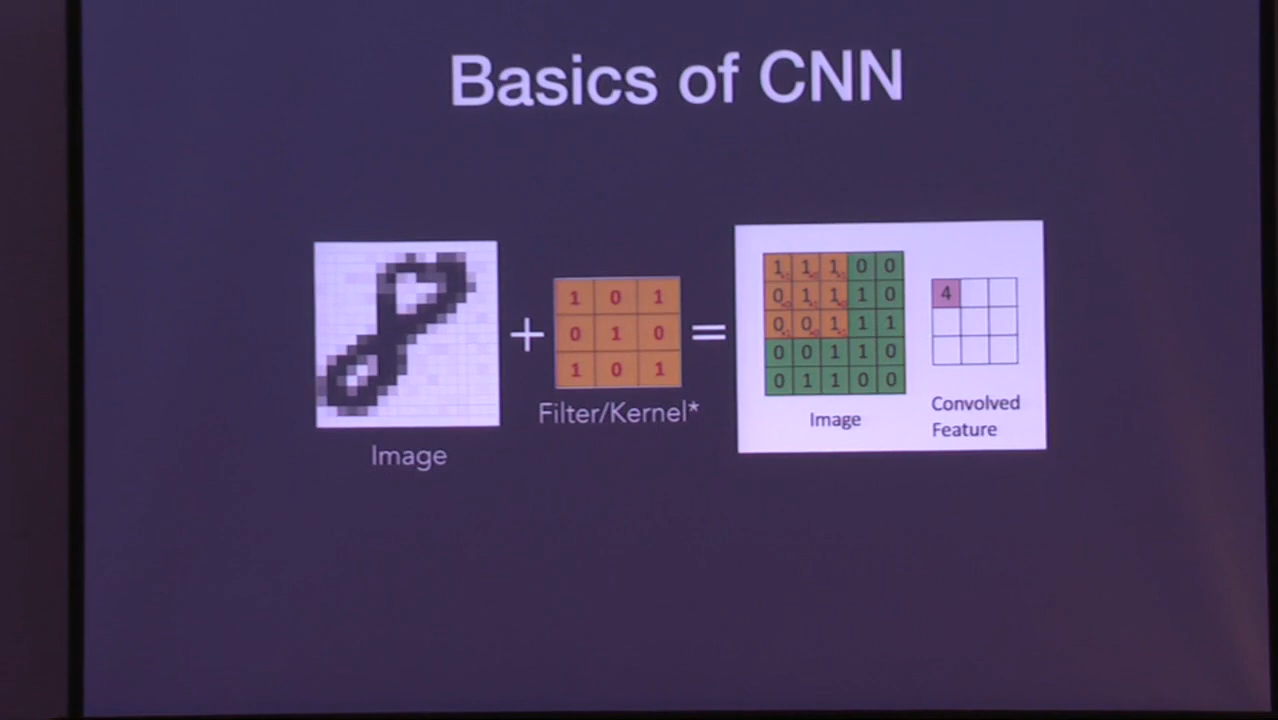 Basics of CNN
1 0 1
0 1 0
1 0 1
+
=
Filter/Kernel*
Image
1 1 1 0 0
0 1 1 1 0
0 0 1 1 1
0 0 1 1 0
0 1 1 0 0
Image
4
Convolved
Feature